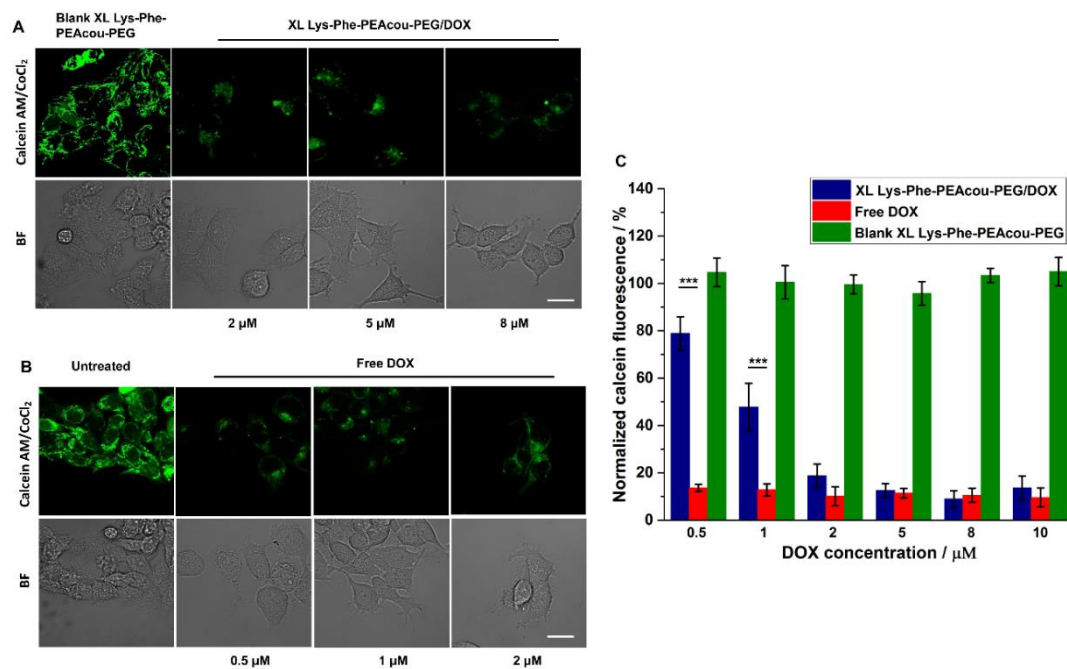 A
Blank XL Lys-Phe-
PEAcou-PEG
XL Lys-Phe-PEAcou-PEG/DOX
Calcein AM/CoCl₂
BF
2 µM
5 µM
8 µM
B
Untreated
Free DOX
Calcein AM/CoCl₂
BF
0.5 µM
1 µM
2 µM
C
140
120
100
80
60
40
20
0
Normalized calcein fluorescence / %
XL Lys-Phe-PEAcou-PEG/DOX
Free DOX
Blank XL Lys-Phe-PEAcou-PEG
***
***
0.5
1
2
5
8
10
DOX concentration / µM